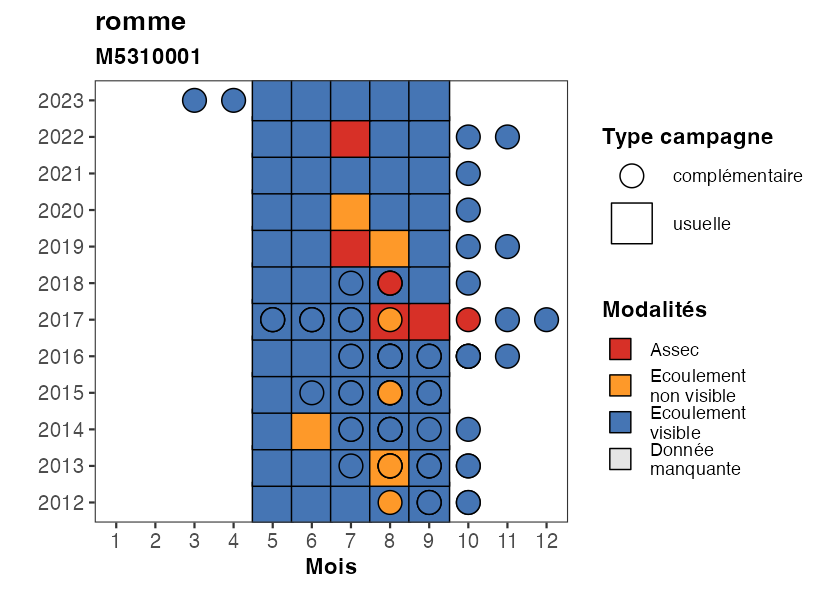 romme
M5310001
2023
2022
2021
2020
2019
2018
2017
2016
2015
2014
2013
2012
1 2 3 4 5 6 7 8 9 10 11 12
Mois
Type campagne
complémentaire
usuelle
Modalités
Assec
Ecoulement
non visible
Ecoulement
visible
Donnée
manquante